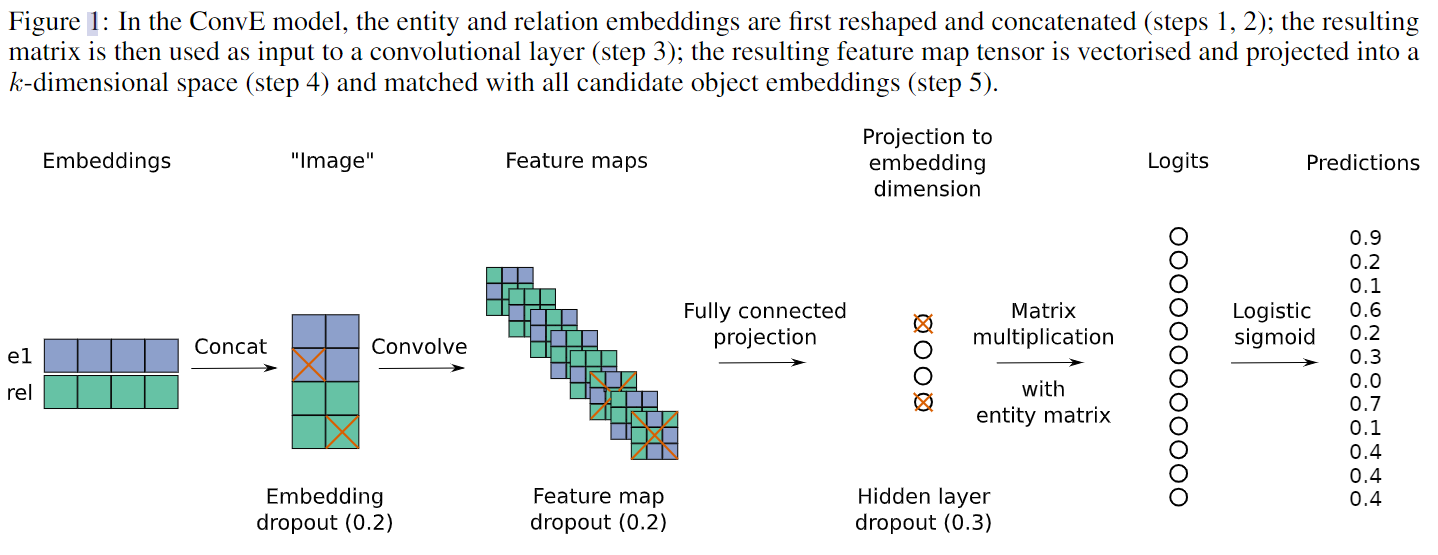 Figure 1: In the ConvE model, the entity and relation embeddings are first reshaped and concatenated (steps 1, 2); the resulting
matrix is then used as input to a convolutional layer (step 3); the resulting feature map tensor is vectorised and projected into a
k-dimensional space (step 4) and matched with all candidate object embeddings (step 5).
Embeddings
"Image"
Feature maps
Projection to
embedding
dimension
Logits
Predictions
e1
rel
Concat
Convolve
Fully connected
projection
Matrix
multiplication
with
entity matrix
Logistic
sigmoid
0.9
0.2
0.1
0.6
0.2
0.3
0.0
0.7
0.1
0.4
0.4
0.4
Embedding
dropout (0.2)
Feature map
dropout (0.2)
Hidden layer
dropout (0.3)